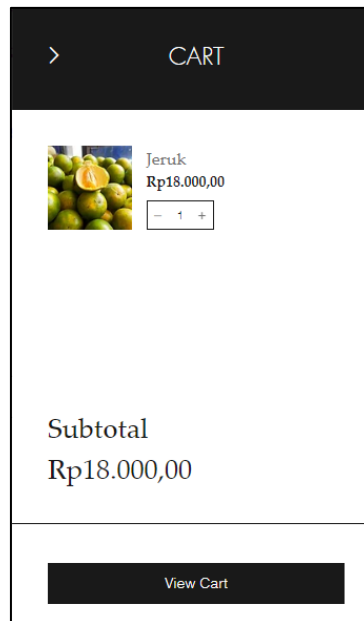 CART
Jeruk
Rp18.000,00
− 1 +
Subtotal
Rp18.000,00
View Cart